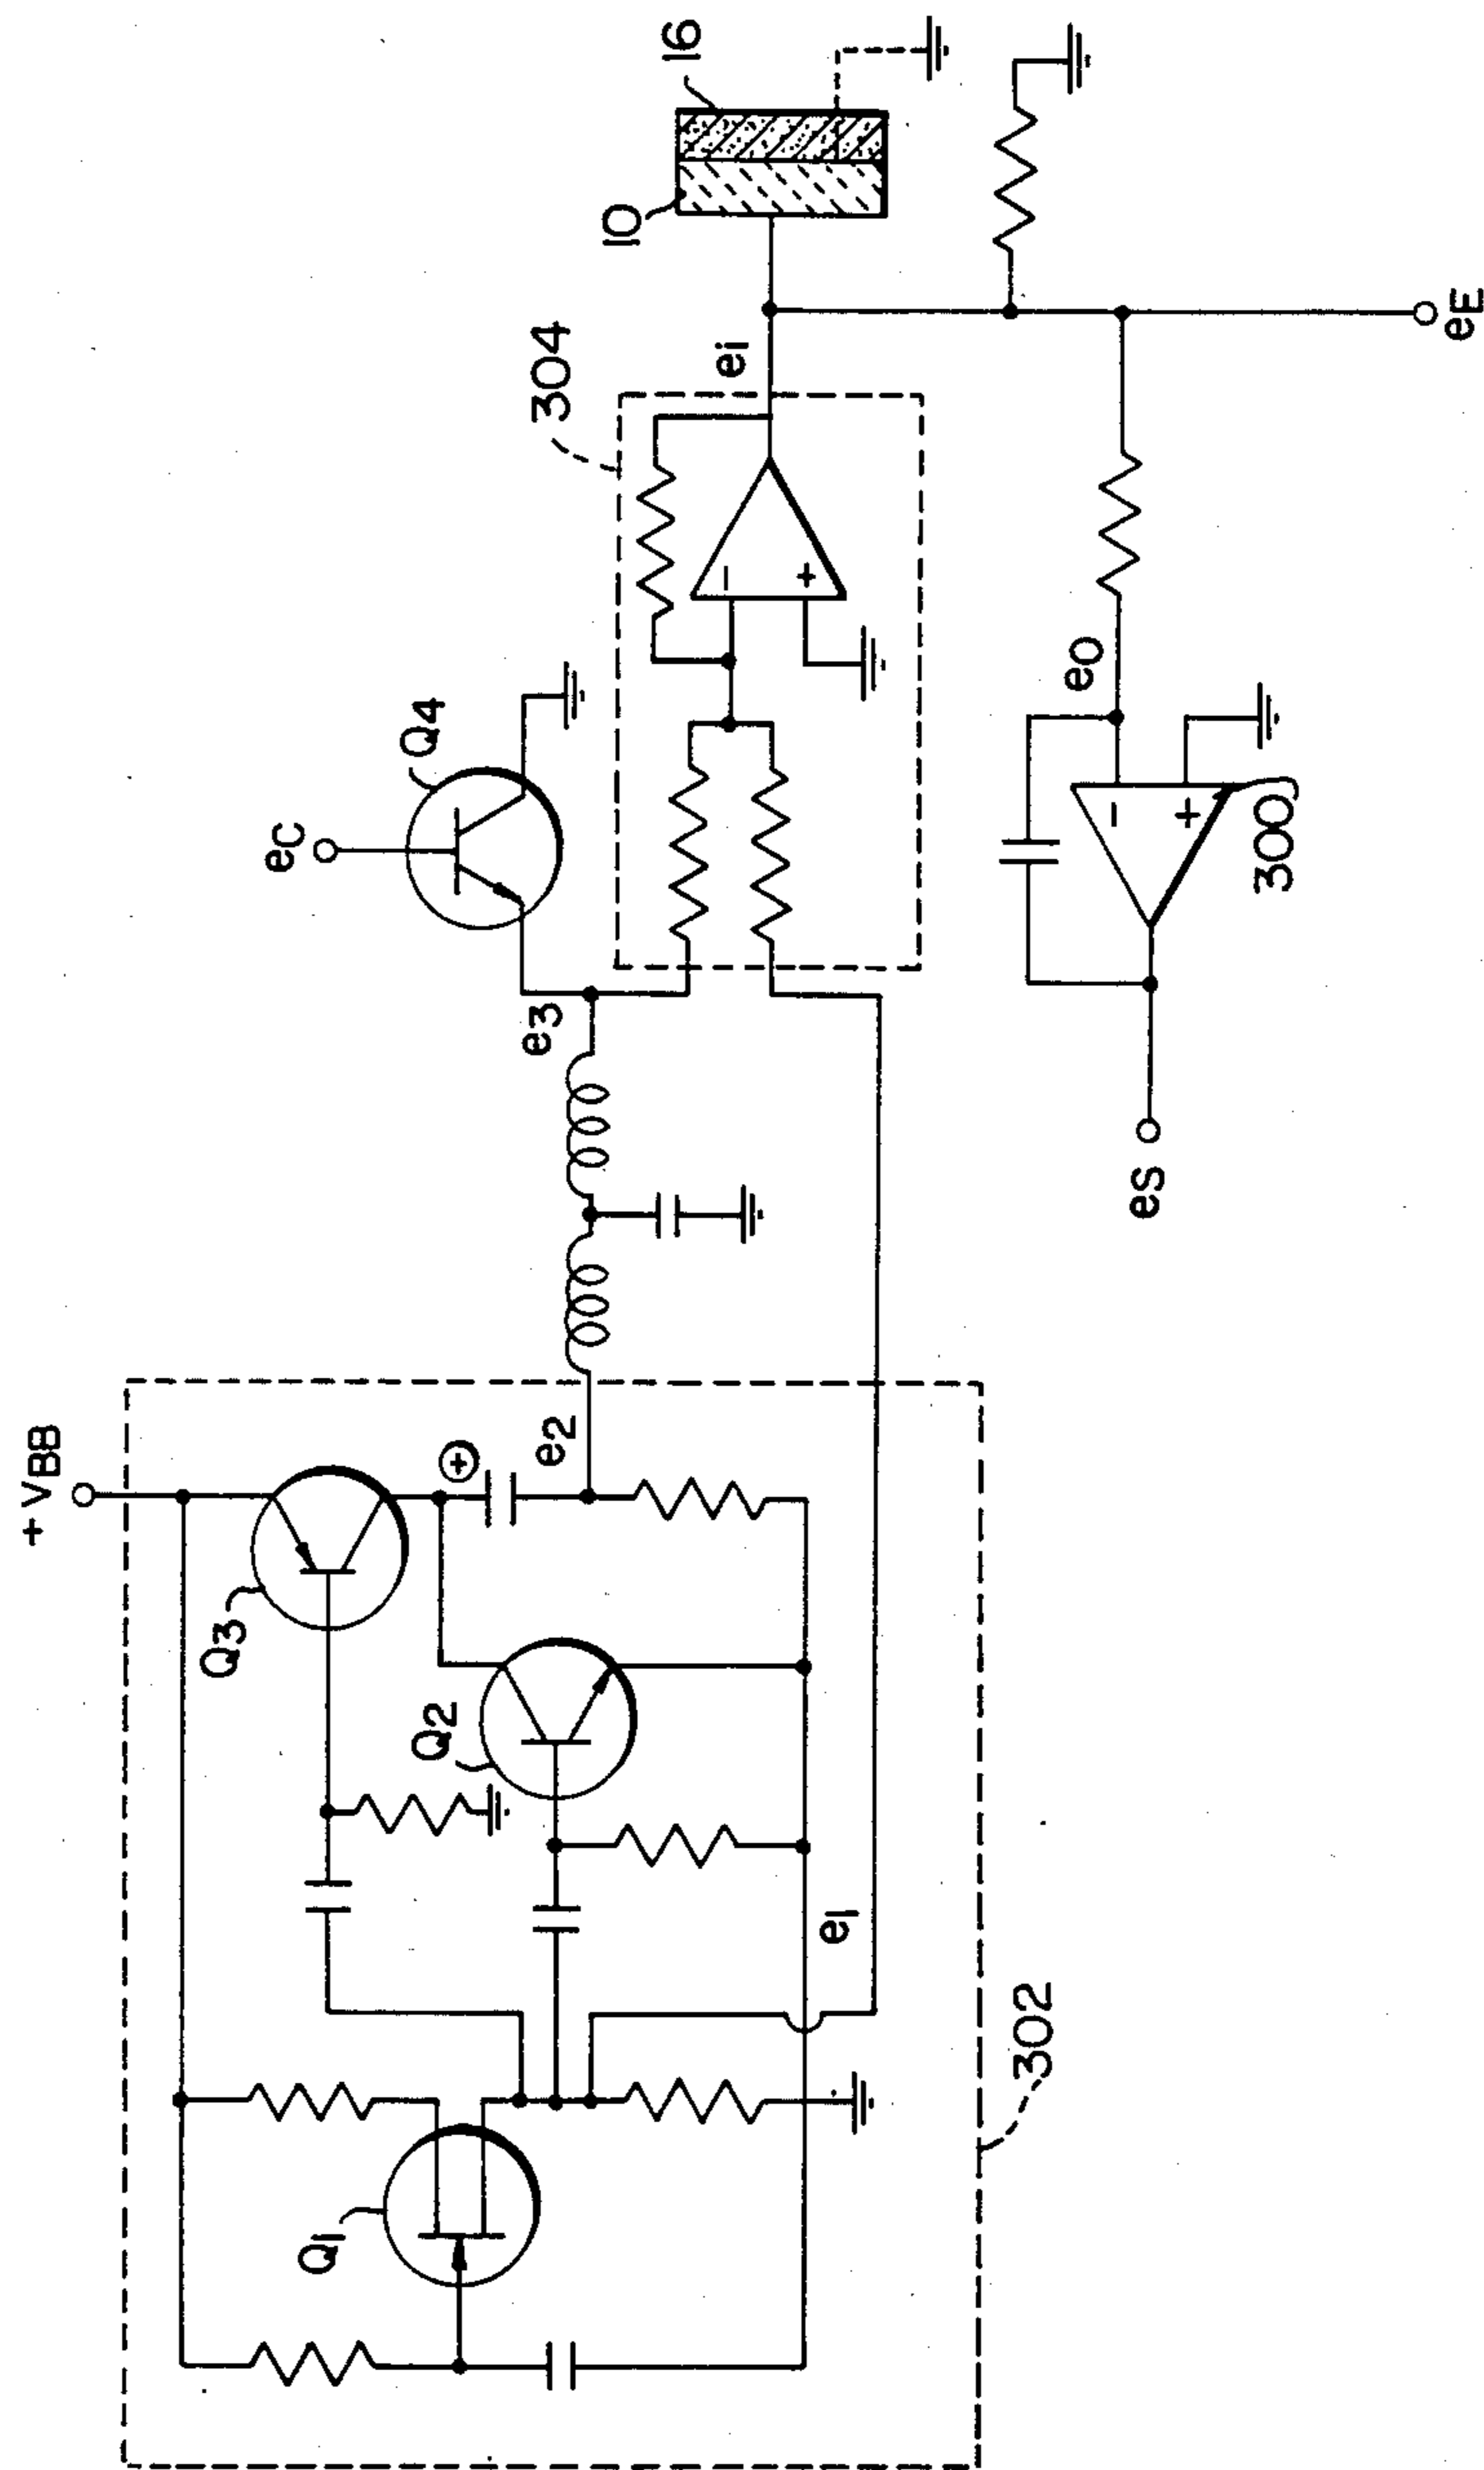 16
10
304
ei
Q4
eC
e3
eE
eO
300
eS
+ VBB
e2
Q3
Q2
e1
302
Q1
+
-
+
-
+